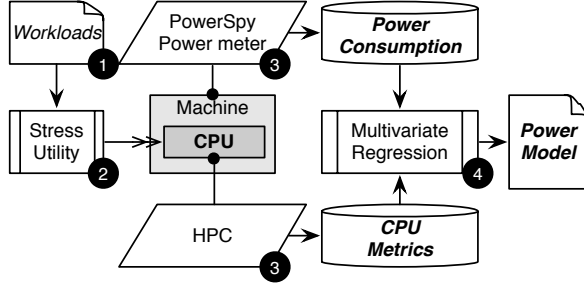 Workloads
1
PowerSpy
Power meter
3
Power
Consumption
Stress
Utility
2
Machine
CPU
Multivariate
Regression
4
Power
Model
HPC
3
CPU
Metrics